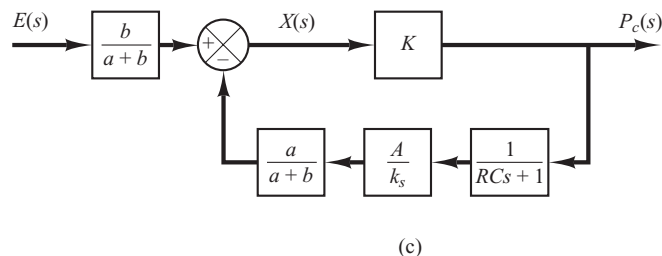 E(s)
b
a + b
+
−
X(s)
K
P_c(s)
a
a + b
A
k_s
1
RCs + 1
(c)